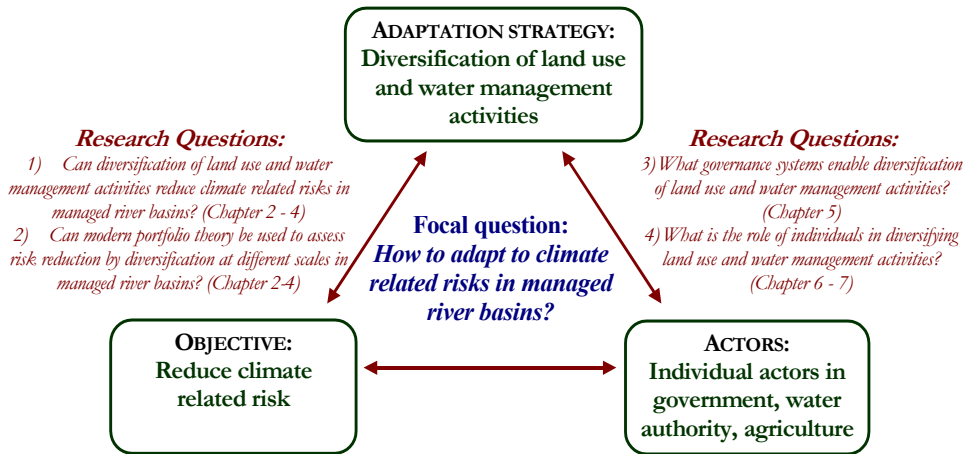 ADAPTATION STRATEGY:
Diversification of land use
and water management
activities
Research Questions:
1) Can diversification of land use and water
management activities reduce climate related risks in
managed river basins? (Chapter 2 - 4)
2) Can modern portfolio theory be used to assess
risk reduction by diversification at different scales in
managed river basins? (Chapter 2-4)
Research Questions:
3) What governance systems enable diversification
of land use and water management activities?
(Chapter 5)
4) What is the role of individuals in diversifying
land use and water management activities?
(Chapter 6 - 7)
Focal question:
How to adapt to climate
related risks in managed
river basins?
OBJECTIVE:
Reduce climate
related risk
ACTORS:
Individual actors in
government, water
authority, agriculture